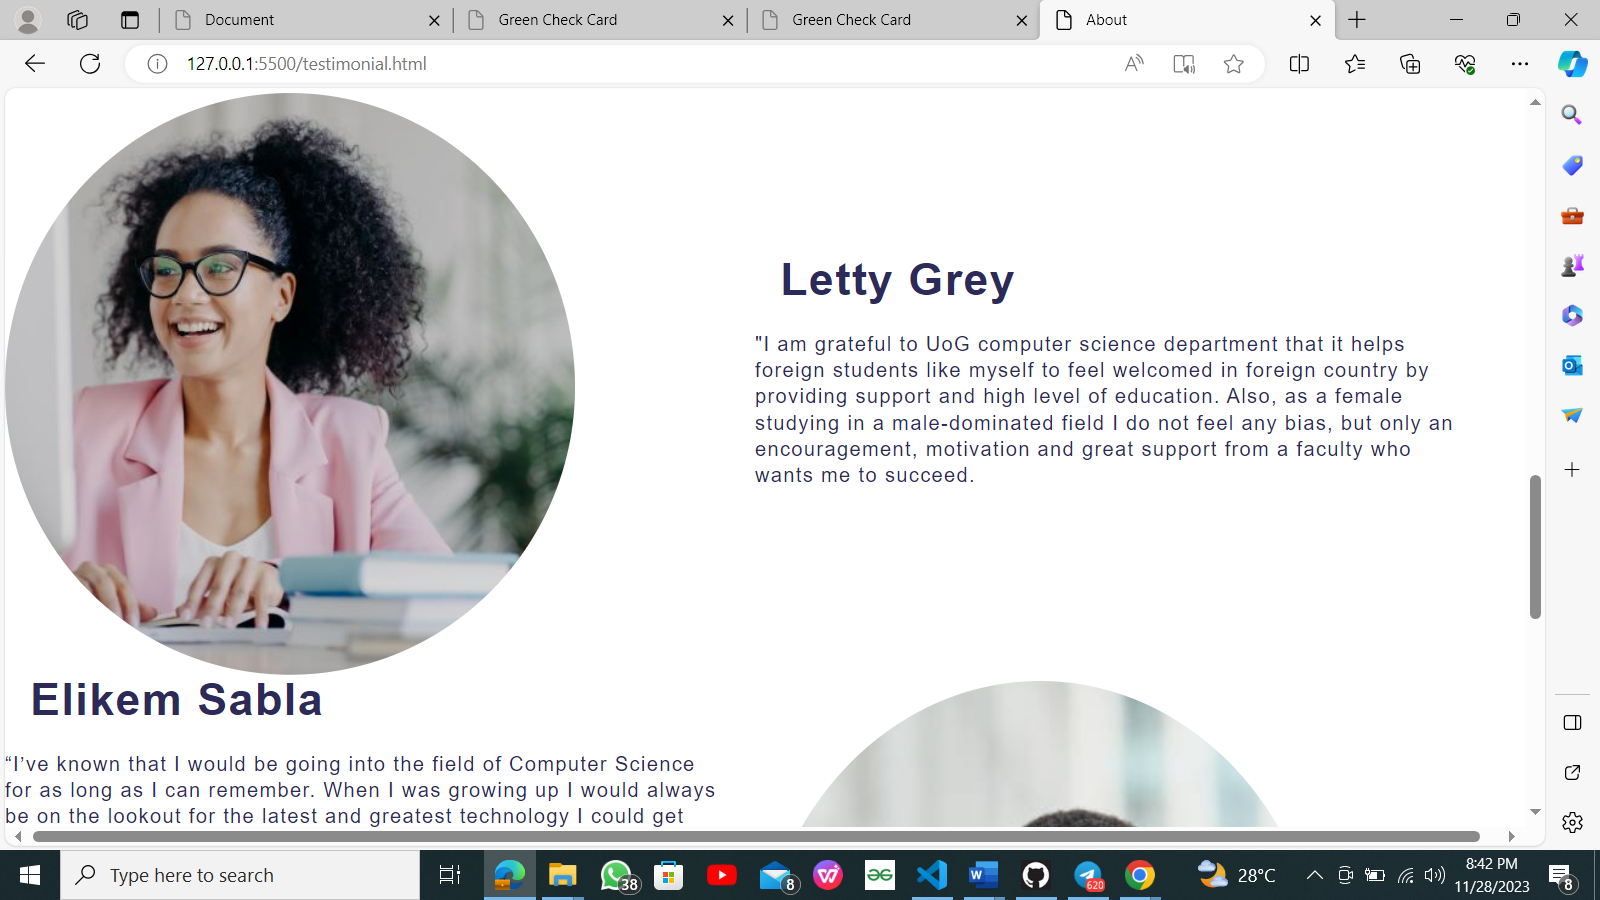 Document
Green Check Card
Green Check Card
About
127.0.0.1:5500/testimonial.html
Letty Grey
"I am grateful to UoG computer science department that it helps
foreign students like myself to feel welcomed in foreign country by
providing support and high level of education. Also, as a female
studying in a male-dominated field I do not feel any bias, but only an
encouragement, motivation and great support from a faculty who
wants me to succeed.
Elikem Sabla
“I’ve known that I would be going into the field of Computer Science
for as long as I can remember. When I was growing up I would always
be on the lookout for the latest and greatest technology I could get
Type here to search
38
8
620
28°C
8:42 PM
11/28/2023
8